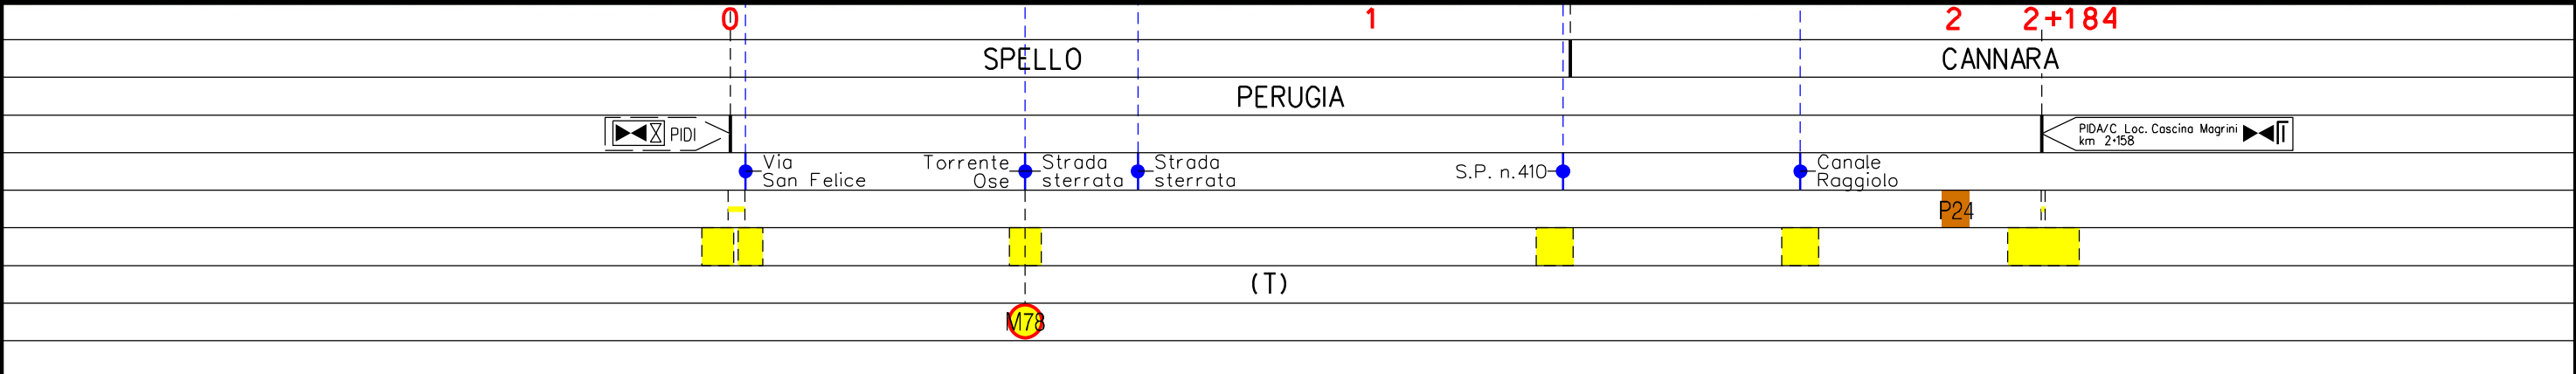 0 1 2 2+184
SPELLO CANNARA
PERUGIA
PIDI
PIDA/C Loc. Cascina Magrini
km 2+158
Via
San Felice
Torrente
Ose
Strada
sterrata
Strada
sterrata
S.P. n.410
Canale
Raggiolo
P24
(T)
M78